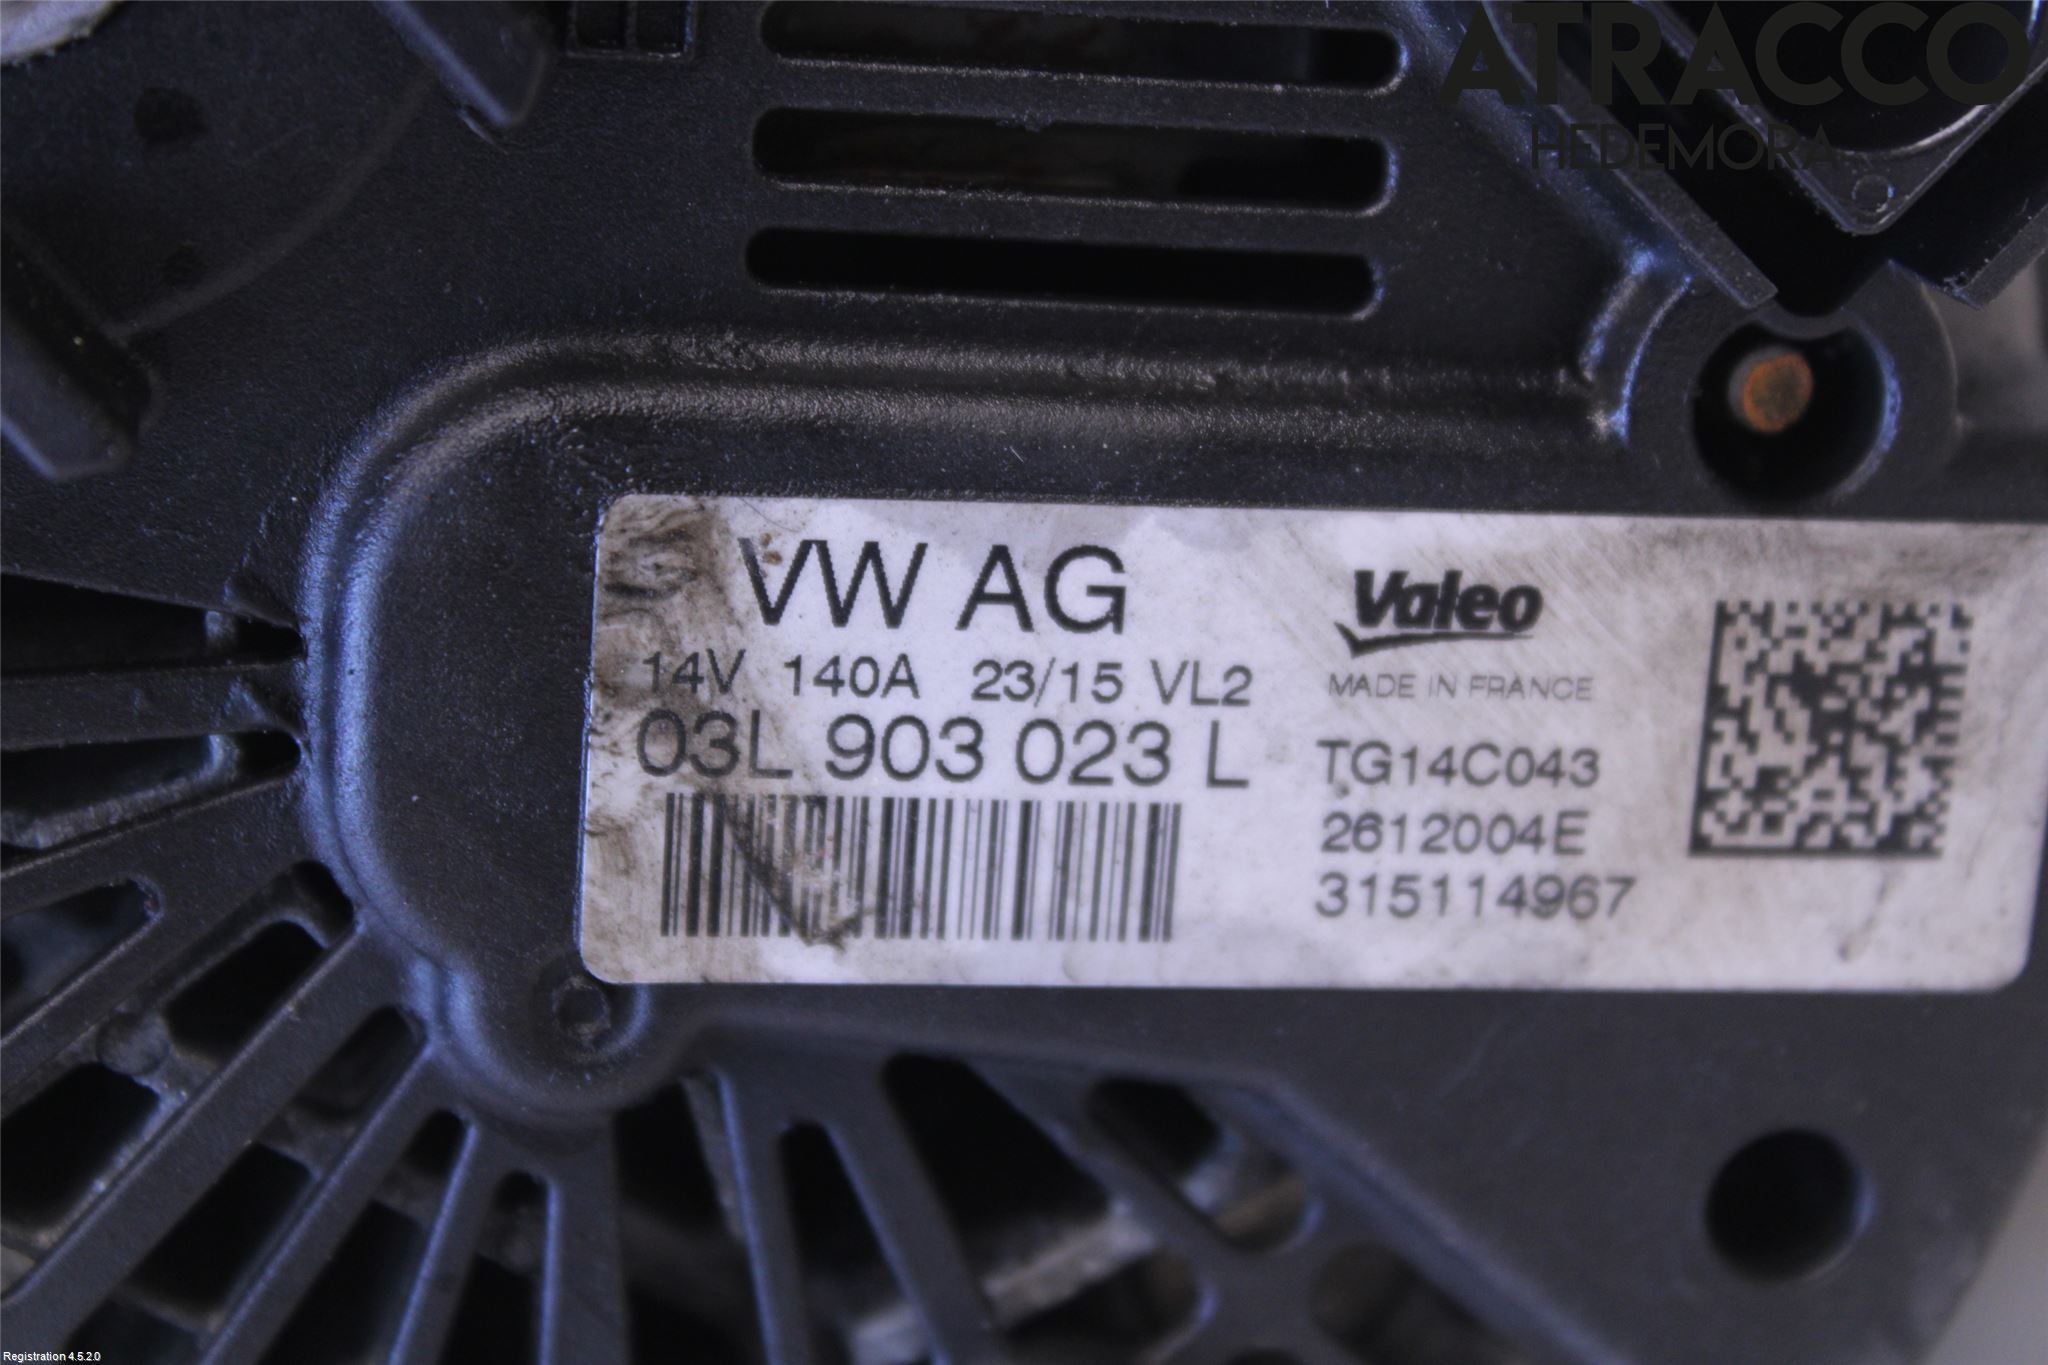 ATRACCO
HEDEMORA
VW AG
14V 140A 23/15 VL2
03L 903 023 L
Valeo
MADE IN FRANCE
TG14C043
2612004E
315114967
Registration 4.5.2.0